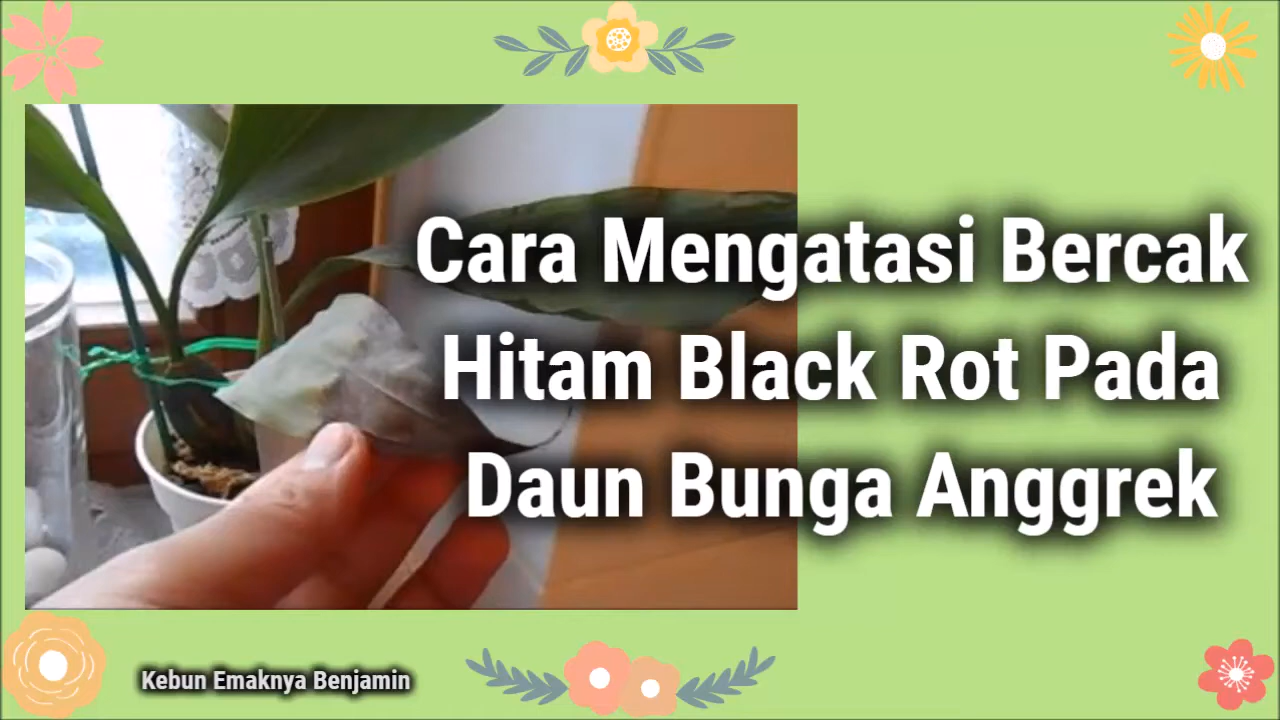 Cara Mengatasi Bercak
Hitam Black Rot Pada
Daun Bunga Anggrek
Kebun Emaknya Benjamin